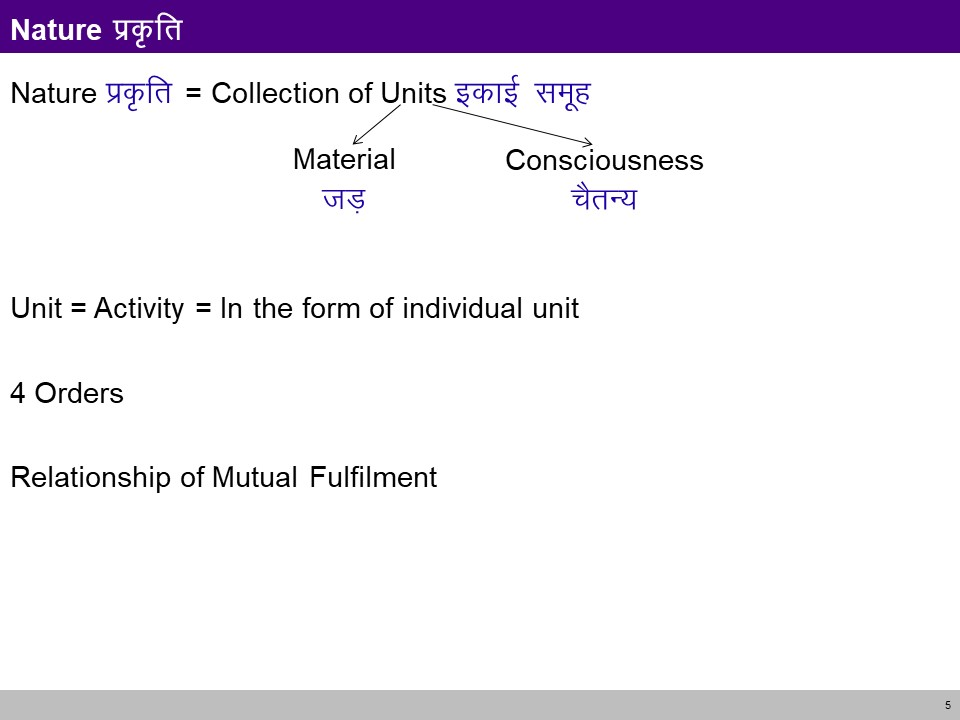 Nature प्रकृति
Nature प्रकृति = Collection of Units इकाई समूह
Material Consciousness
जड़ चैतन्य
Unit = Activity = In the form of individual unit
4 Orders
Relationship of Mutual Fulfilment
5